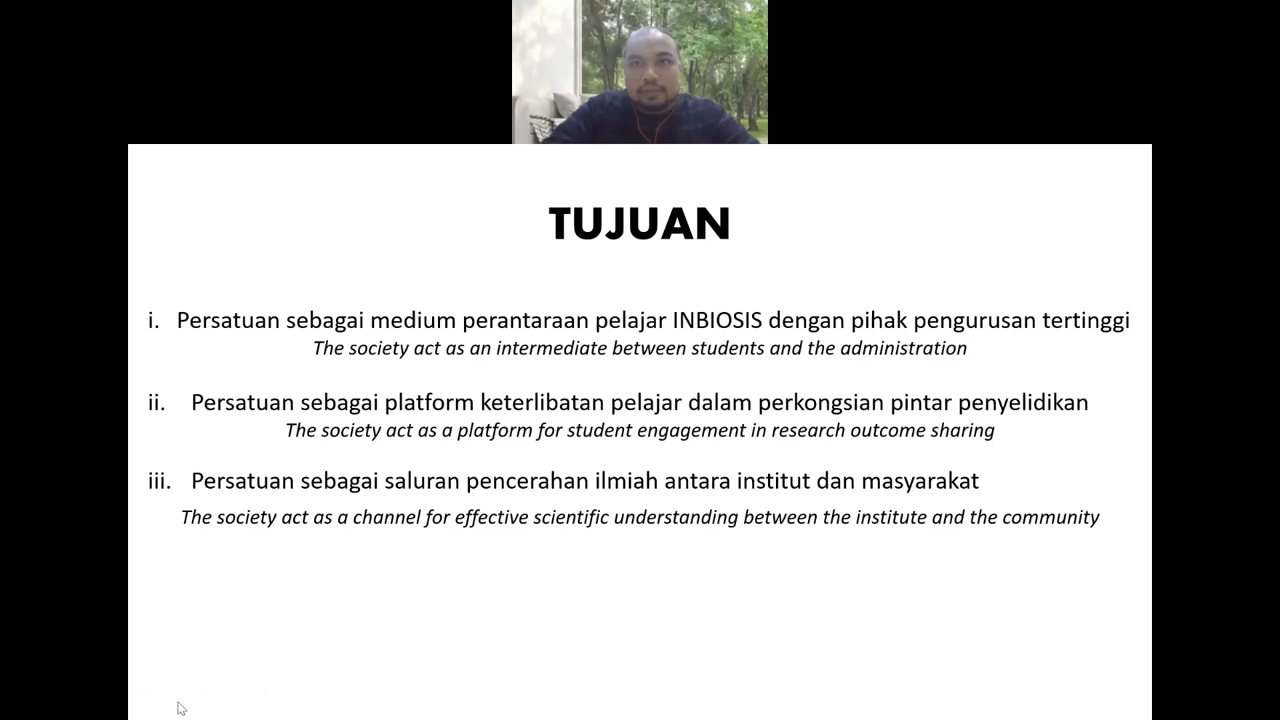 TUJUAN
i. Persatuan sebagai medium perantaraan pelajar INBIOSIS dengan pihak pengurusan tertinggi
The society act as an intermediate between students and the administration
ii. Persatuan sebagai platform keterlibatan pelajar dalam perkongsian pintar penyelidikan
The society act as a platform for student engagement in research outcome sharing
iii. Persatuan sebagai saluran pencerahan ilmiah antara institut dan masyarakat
The society act as a channel for effective scientific understanding between the institute and the community